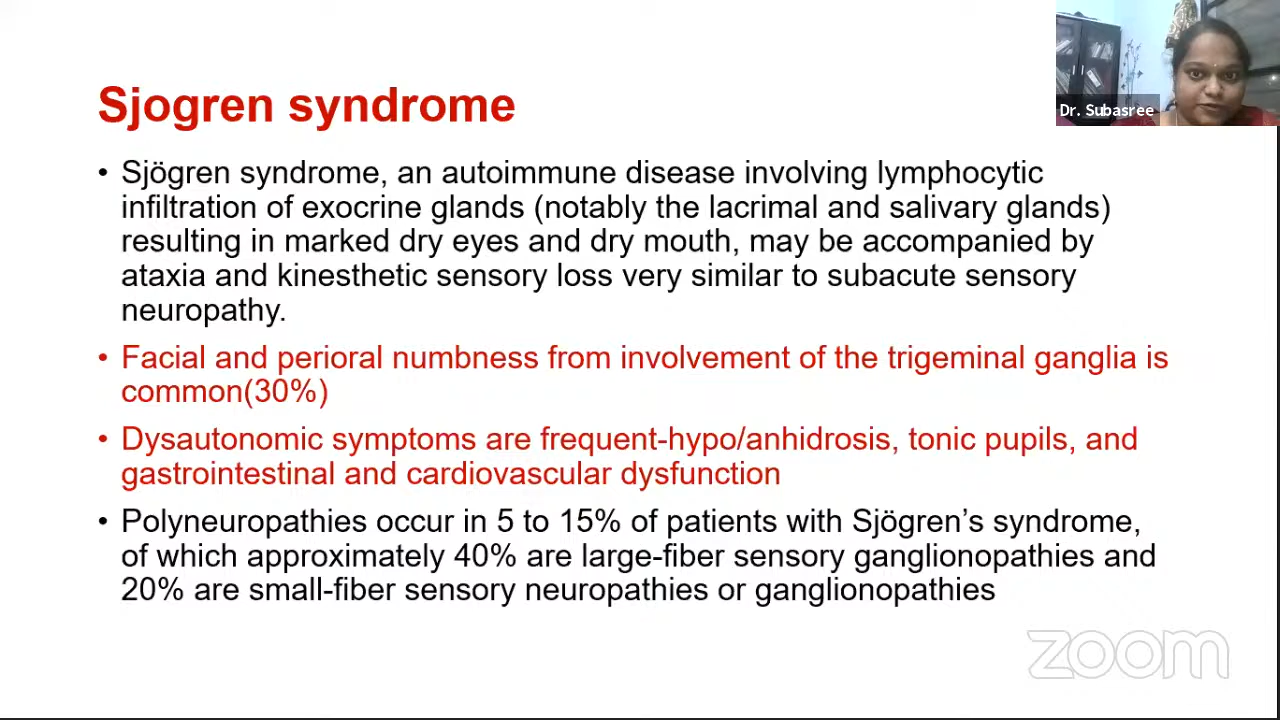 Dr. Subasree
Sjogren syndrome
• Sjögren syndrome, an autoimmune disease involving lymphocytic
infiltration of exocrine glands (notably the lacrimal and salivary glands)
resulting in marked dry eyes and dry mouth, may be accompanied by
ataxia and kinesthetic sensory loss very similar to subacute sensory
neuropathy.
• Facial and perioral numbness from involvement of the trigeminal ganglia is
common(30%)
• Dysautonomic symptoms are frequent-hypo/anhidrosis, tonic pupils, and
gastrointestinal and cardiovascular dysfunction
• Polyneuropathies occur in 5 to 15% of patients with Sjögren’s syndrome,
of which approximately 40% are large-fiber sensory ganglionopathies and
20% are small-fiber sensory neuropathies or ganglionopathies
zoom